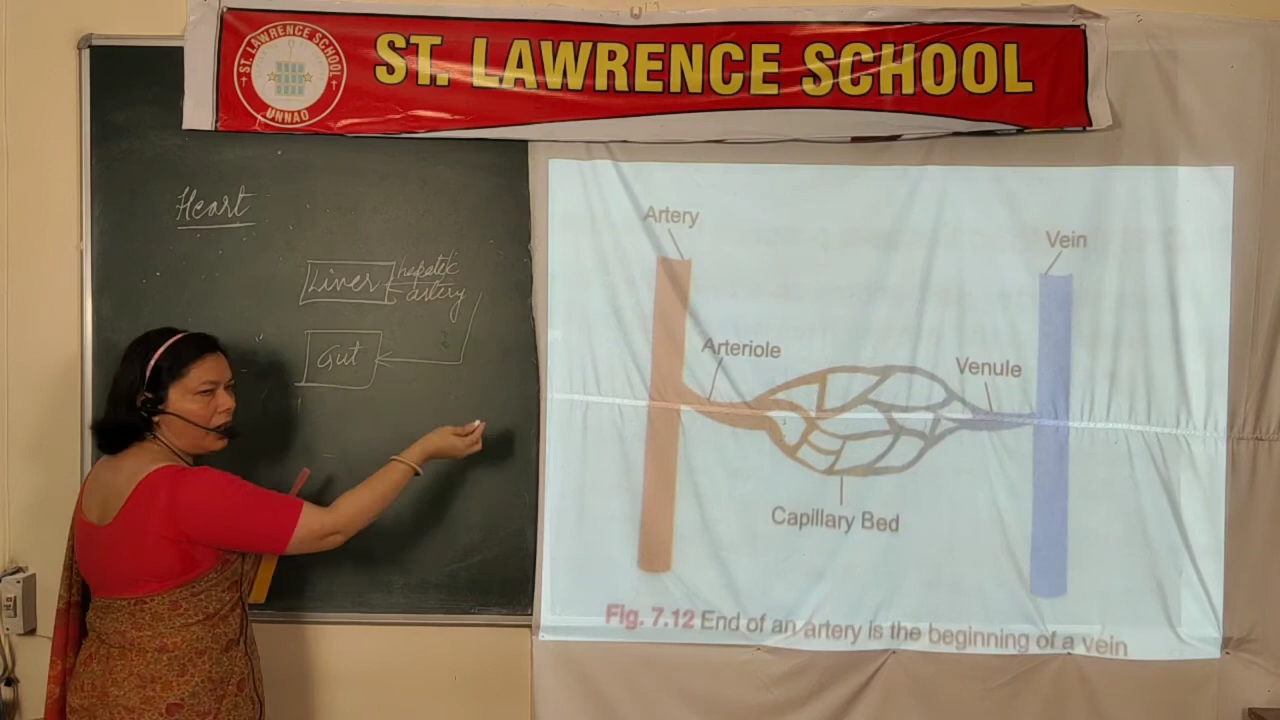 ST. LAWRENCE SCHOOL
ST. LAWRENCE SCHOOL
UNNAO
Heart
Liver
hepatic
artery
Gut
Artery
Vein
Arteriole
Venule
Capillary Bed
Fig. 7.12 End of an artery is the beginning of a vein